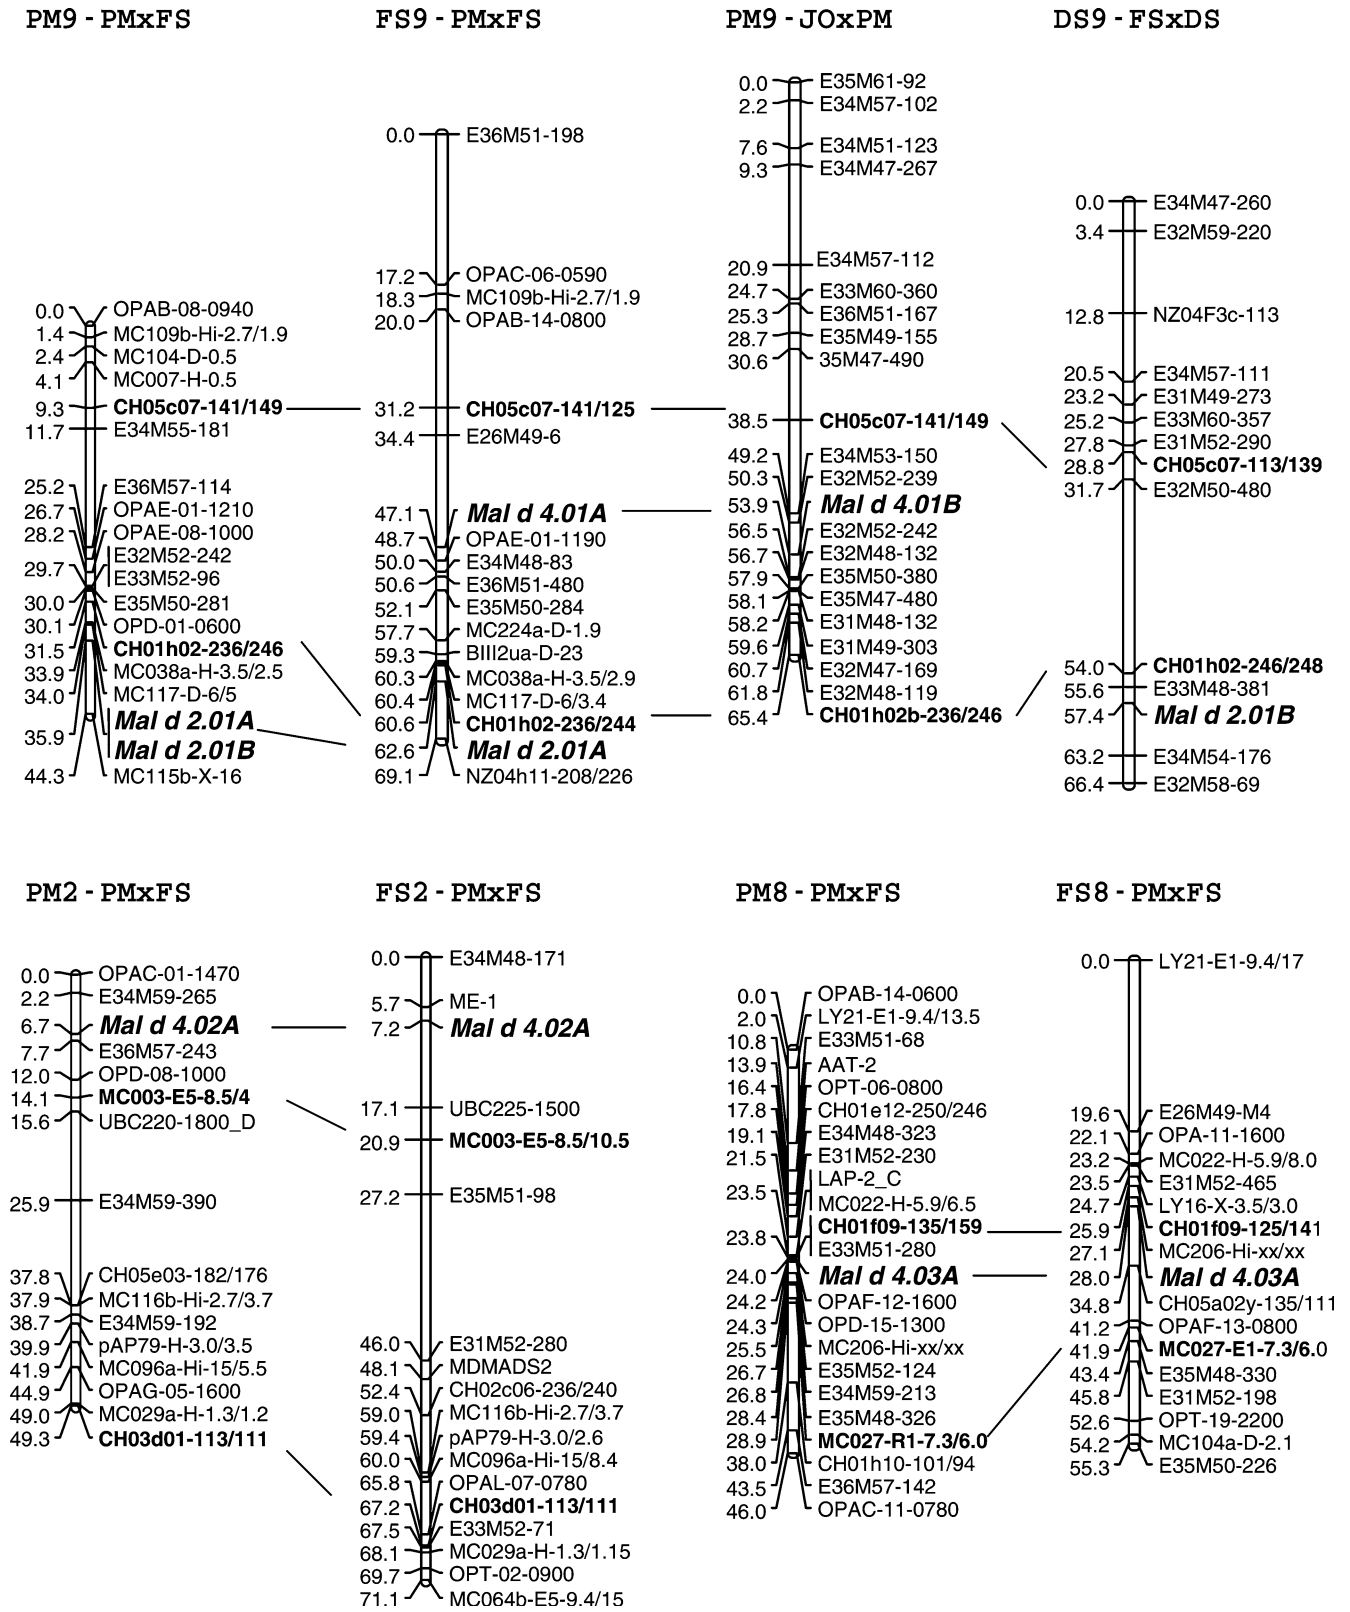 PM9 - PMxFS
0.0 OPAB-08-0940
1.4 MC109b-Hi-2.7/1.9
2.4 MC104-D-0.5
4.1 MC007-H-0.5
9.3 CH05c07-141/149
11.7 E34M55-181
25.2 E36M57-114
26.7 OPAE-01-1210
28.2 OPAE-08-1000
29.7 E32M52-242
E33M52-96
30.0 E35M50-281
30.1 OPD-01-0600
31.5 CH01h02-236/246
33.9 MC038a-H-3.5/2.5
34.0 MC117-D-6/5
35.9 Mal d 2.01A
Mal d 2.01B
44.3 MC115b-X-16
FS9 - PMxFS
0.0 E36M51-198
17.2 OPAC-06-0590
18.3 MC109b-Hi-2.7/1.9
20.0 OPAB-14-0800
31.2 CH05c07-141/125
34.4 E26M49-6
47.1 Mal d 4.01A
48.7 OPAE-01-1190
50.0 E34M48-83
50.6 E36M51-480
52.1 E35M50-284
57.7 MC224a-D-1.9
59.3 BIII2ua-D-23
60.3 MC038a-H-3.5/2.9
60.4 MC117-D-6/3.4
60.6 CH01h02-236/244
62.6 Mal d 2.01A
69.1 NZ04h11-208/226
PM9 - JOxPM
0.0 E35M61-92
2.2 E34M57-102
7.6 E34M51-123
9.3 E34M47-267
20.9 E34M57-112
24.7 E33M60-360
25.3 E36M51-167
28.7 E35M49-155
30.6 35M47-490
38.5 CH05c07-141/149
49.2 E34M53-150
50.3 E32M52-239
53.9 Mal d 4.01B
56.5 E32M52-242
56.7 E32M48-132
57.9 E35M50-380
58.1 E35M47-480
58.2 E31M48-132
59.6 E31M49-303
60.7 E32M47-169
61.8 E32M48-119
65.4 CH01h02b-236/246
DS9 - FSxDS
0.0 E34M47-260
3.4 E32M59-220
12.8 NZ04F3c-113
20.5 E34M57-111
23.2 E31M49-273
25.2 E33M60-357
27.8 E31M52-290
28.8 CH05c07-113/139
31.7 E32M50-480
54.0 CH01h02-246/248
55.6 E33M48-381
57.4 Mal d 2.01B
63.2 E34M54-176
66.4 E32M58-69
PM2 - PMxFS
0.0 OPAC-01-1470
2.2 E34M59-265
6.7 Mal d 4.02A
7.7 E36M57-243
12.0 OPD-08-1000
14.1 MC003-E5-8.5/4
15.6 UBC220-1800_D
25.9 E34M59-390
37.8 CH05e03-182/176
37.9 MC116b-Hi-2.7/3.7
38.7 E34M59-192
39.9 pAP79-H-3.0/3.5
41.9 MC096a-Hi-15/5.5
44.9 OPAG-05-1600
49.0 MC029a-H-1.3/1.2
49.3 CH03d01-113/111
FS2 - PMxFS
0.0 E34M48-171
5.7 ME-1
7.2 Mal d 4.02A
17.1 UBC225-1500
20.9 MC003-E5-8.5/10.5
27.2 E35M51-98
46.0 E31M52-280
48.1 MDMADS2
52.4 CH02c06-236/240
59.0 MC116b-Hi-2.7/3.7
59.4 pAP79-H-3.0/2.6
60.0 MC096a-Hi-15/8.4
65.8 OPAL-07-0780
67.2 CH03d01-113/111
67.5 E33M52-71
68.1 MC029a-H-1.3/1.15
69.7 OPT-02-0900
71.1 MC064b-E5-9.4/15
PM8 - PMxFS
0.0 OPAB-14-0600
2.0 LY21-E1-9.4/13.5
10.8 E33M51-68
13.9 AAT-2
16.4 OPT-06-0800
17.8 CH01e12-250/246
19.1 E34M48-323
21.5 E31M52-230
23.5 LAP-2_C
MC022-H-5.9/6.5
23.8 CH01f09-135/159
E33M51-280
24.0 Mal d 4.03A
24.2 OPAF-12-1600
24.3 OPD-15-1300
25.5 MC206-Hi-xx/xx
26.7 E35M52-124
26.8 E34M59-213
28.4 E35M48-326
28.9 MC027-R1-7.3/6.0
38.0 CH01h10-101/94
43.5 E36M57-142
46.0 OPAC-11-0780
FS8 - PMxFS
0.0 LY21-E1-9.4/17
19.6 E26M49-M4
22.1 OPA-11-1600
23.2 MC022-H-5.9/8.0
23.5 E31M52-465
24.7 LY16-X-3.5/3.0
25.9 CH01f09-125/141
27.1 MC206-Hi-xx/xx
28.0 Mal d 4.03A
34.8 CH05a02y-135/111
41.2 OPAF-13-0800
41.9 MC027-E1-7.3/6.0
43.4 E35M48-330
45.8 E31M52-198
52.6 OPT-19-2200
54.2 MC104a-D-2.1
55.3 E35M50-226